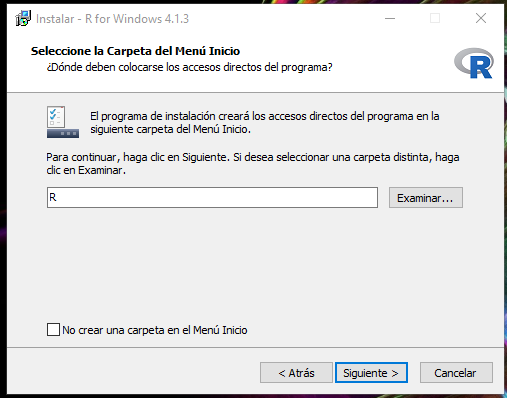 Instalar - R for Windows 4.1.3
Seleccione la Carpeta del Menú Inicio
¿Dónde deben colocarse los accesos directos del programa?
R
El programa de instalación creará los accesos directos del programa en la
siguiente carpeta del Menú Inicio.
Para continuar, haga clic en Siguiente. Si desea seleccionar una carpeta distinta, haga
clic en Examinar.
R
Examinar...
No crear una carpeta en el Menú Inicio
< Atrás
Siguiente >
Cancelar